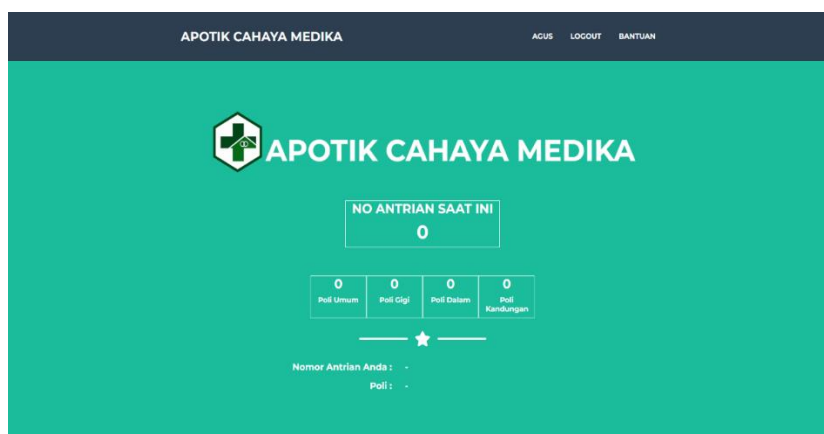 APOTIK CAHAYA MEDIKA
AGUS LOGOUT BANTUAN
APOTIK CAHAYA MEDIKA
NO ANTRIAN SAAT INI
0
0 0 0 0
Poli Umum Poli Gigi Poli Dalam Poli
Kandungan
Nomor Antrian Anda : -
Poli : -